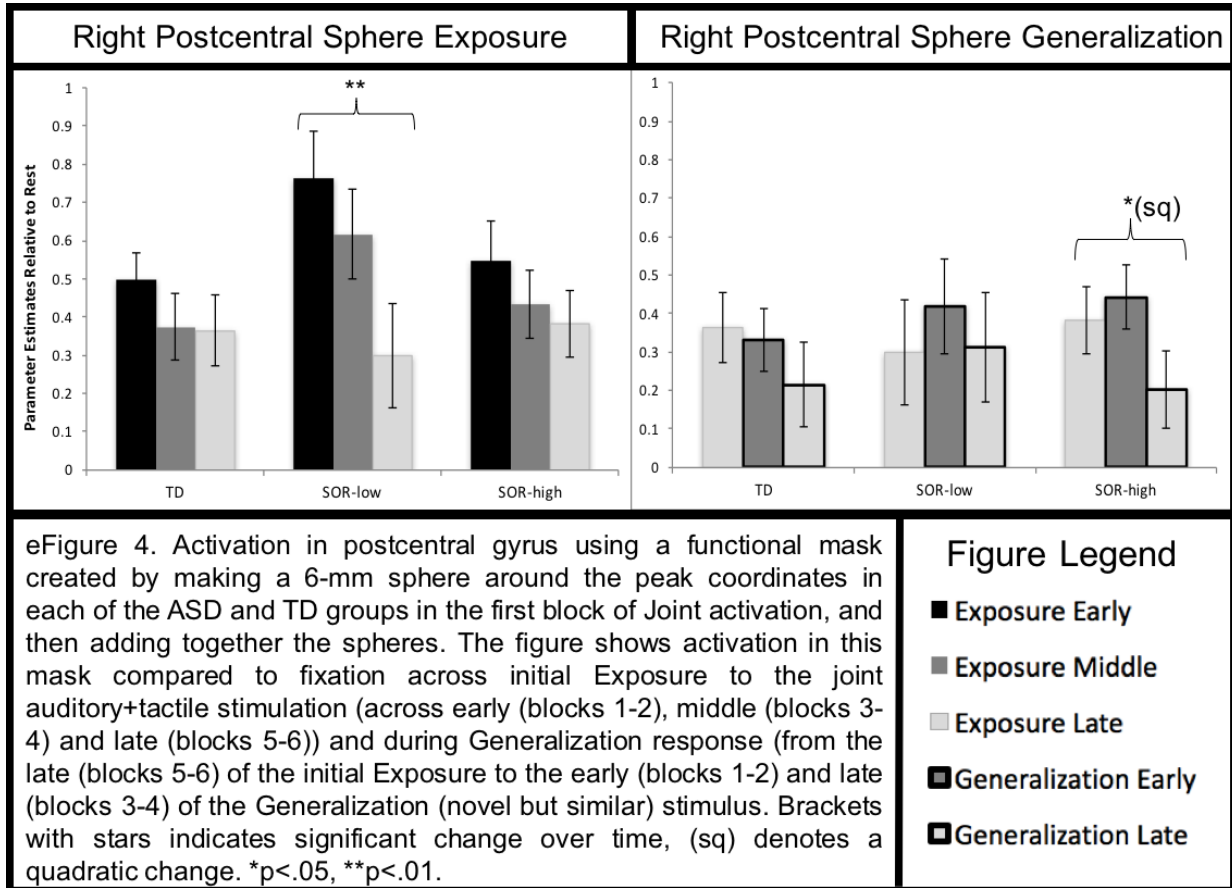 Right Postcentral Sphere Exposure
Right Postcentral Sphere Generalization
Parameter Estimates Relative to Rest
1
0.9
0.8
0.7
0.6
0.5
0.4
0.3
0.2
0.1
0
**
TD
SOR-low
SOR-high
1
0.9
0.8
0.7
0.6
0.5
0.4
0.3
0.2
0.1
0
*(sq)
TD
SOR-low
SOR-high
eFigure 4. Activation in postcentral gyrus using a functional mask
created by making a 6-mm sphere around the peak coordinates in
each of the ASD and TD groups in the first block of Joint activation, and
then adding together the spheres. The figure shows activation in this
mask compared to fixation across initial Exposure to the joint
auditory+tactile stimulation (across early (blocks 1-2), middle (blocks 3-
4) and late (blocks 5-6)) and during Generalization response (from the
late (blocks 5-6) of the initial Exposure to the early (blocks 1-2) and late
(blocks 3-4) of the Generalization (novel but similar) stimulus. Brackets
with stars indicates significant change over time, (sq) denotes a
quadratic change. *p<.05, **p<.01.
Figure Legend
Exposure Early
Exposure Middle
Exposure Late
Generalization Early
Generalization Late